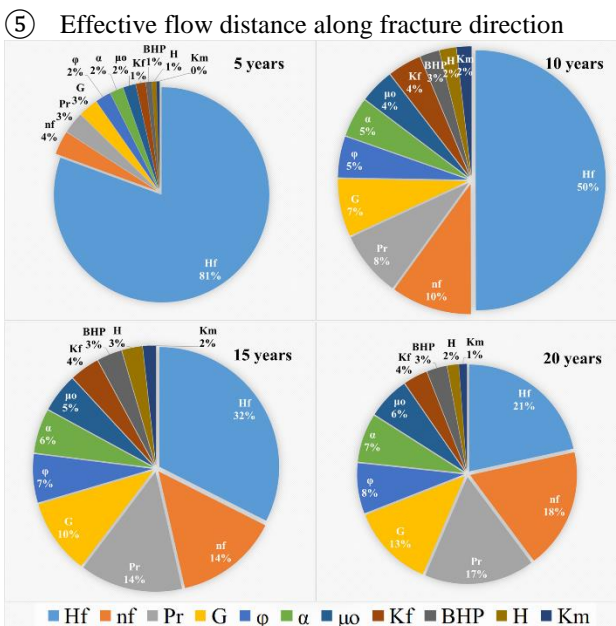 ⑤ Effective flow distance along fracture direction
5 years
Hf
81%
nf
4%
Pr
3%
G
3%
φ
2%
α
2%
μo
2%
Kf
1%
BHP
1%
H
1%
Km
0%
10 years
Hf
50%
nf
10%
Pr
8%
G
7%
φ
5%
α
5%
μo
4%
Kf
4%
BHP
3%
H
2%
Km
2%
15 years
Hf
32%
nf
14%
Pr
14%
G
10%
φ
7%
α
6%
μo
5%
Kf
4%
BHP
3%
H
3%
Km
2%
20 years
Hf
21%
nf
18%
Pr
17%
G
13%
φ
8%
α
7%
μo
6%
Kf
4%
BHP
3%
H
2%
Km
1%
Hf nf Pr G φ α μo Kf BHP H Km